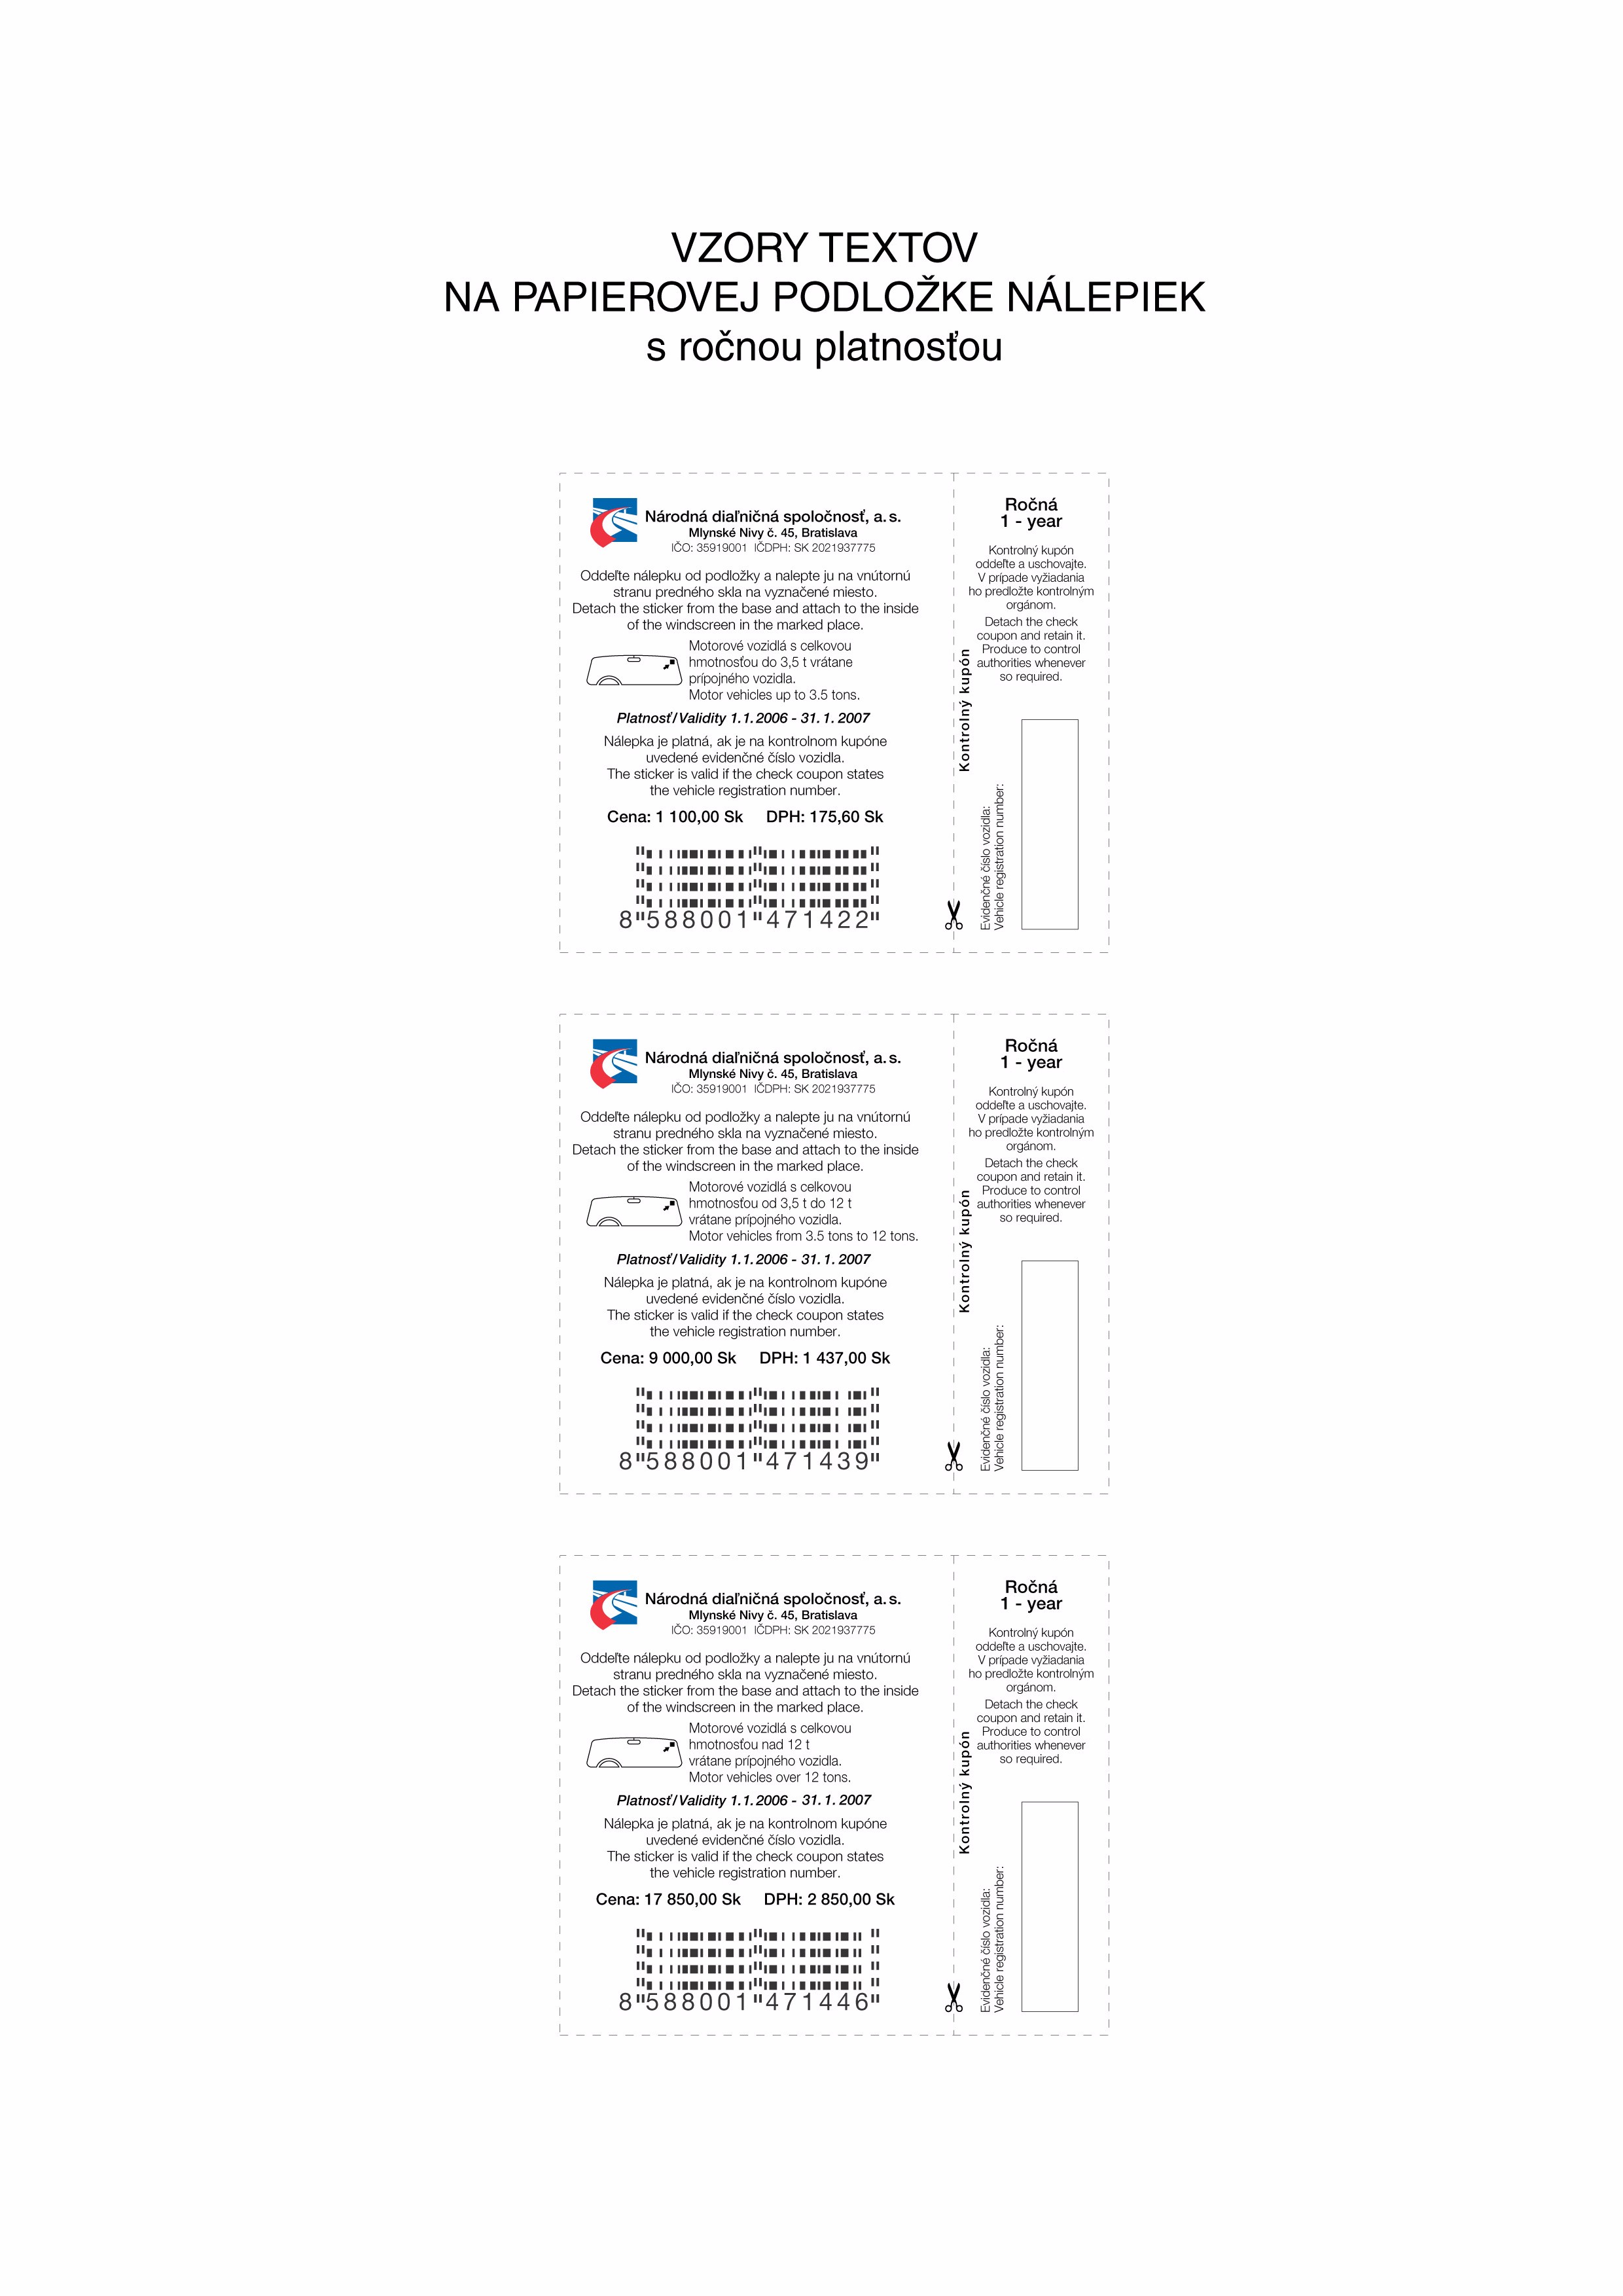 VZORY TEXTOV
NA PAPIEROVEJ PODLOŽKE NÁLEPIEK
s ročnou platnosťou
Národná diaľničná spoločnosť, a. s.
Mlynské Nivy č. 45, Bratislava
IČO: 35919001 IČDPH: SK 2021937775
Oddeľte nálepku od podložky a nalepte ju na vnútornú
stranu predného skla na vyznačené miesto.
Detach the sticker from the base and attach to the inside
of the windscreen in the marked place.
Motorové vozidlá s celkovou
hmotnosťou do 3,5 t vrátane
prípojného vozidla.
Motor vehicles up to 3.5 tons.
Platnosť / Validity 1. 1. 2006 - 31. 1. 2007
Nálepka je platná, ak je na kontrolnom kupóne
uvedené evidenčné číslo vozidla.
The sticker is valid if the check coupon states
the vehicle registration number.
Cena: 1 100,00 Sk DPH: 175,60 Sk
8"588001"471422"
Kontrolný kupón
Ročná
1 - year
Kontrolný kupón
oddeľte a uschovajte.
V prípade vyžiadania
ho predložte kontrolným
orgánom.
Detach the check
coupon and retain it.
Produce to control
authorities whenever
so required.
Evidenčné číslo vozidla:
Vehicle registration number:
Národná diaľničná spoločnosť, a. s.
Mlynské Nivy č. 45, Bratislava
IČO: 35919001 IČDPH: SK 2021937775
Oddeľte nálepku od podložky a nalepte ju na vnútornú
stranu predného skla na vyznačené miesto.
Detach the sticker from the base and attach to the inside
of the windscreen in the marked place.
Motorové vozidlá s celkovou
hmotnosťou od 3,5 t do 12 t
vrátane prípojného vozidla.
Motor vehicles from 3.5 tons to 12 tons.
Platnosť / Validity 1. 1. 2006 - 31. 1. 2007
Nálepka je platná, ak je na kontrolnom kupóne
uvedené evidenčné číslo vozidla.
The sticker is valid if the check coupon states
the vehicle registration number.
Cena: 9 000,00 Sk DPH: 1 437,00 Sk
8"588001"471439"
Kontrolný kupón
Ročná
1 - year
Kontrolný kupón
oddeľte a uschovajte.
V prípade vyžiadania
ho predložte kontrolným
orgánom.
Detach the check
coupon and retain it.
Produce to control
authorities whenever
so required.
Evidenčné číslo vozidla:
Vehicle registration number:
Národná diaľničná spoločnosť, a. s.
Mlynské Nivy č. 45, Bratislava
IČO: 35919001 IČDPH: SK 2021937775
Oddeľte nálepku od podložky a nalepte ju na vnútornú
stranu predného skla na vyznačené miesto.
Detach the sticker from the base and attach to the inside
of the windscreen in the marked place.
Motorové vozidlá s celkovou
hmotnosťou nad 12 t
vrátane prípojného vozidla.
Motor vehicles over 12 tons.
Platnosť / Validity 1. 1. 2006 - 31. 1. 2007
Nálepka je platná, ak je na kontrolnom kupóne
uvedené evidenčné číslo vozidla.
The sticker is valid if the check coupon states
the vehicle registration number.
Cena: 17 850,00 Sk DPH: 2 850,00 Sk
8"588001"471446"
Kontrolný kupón
Ročná
1 - year
Kontrolný kupón
oddeľte a uschovajte.
V prípade vyžiadania
ho predložte kontrolným
orgánom.
Detach the check
coupon and retain it.
Produce to control
authorities whenever
so required.
Evidenčné číslo vozidla:
Vehicle registration number: